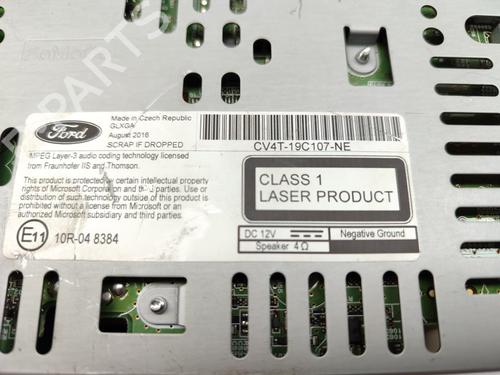 Ford
Made in Czech Republic
GLXGA
August 2016
SCRAP IF DROPPED
CV4T-19C107-NE
MPEG Layer-3 audio coding technology licensed
from Fraunhofer IIS and Thomson.
This product is protected by certain intellectual property
rights of Microsoft Corporation and third parties. Use or
distribution of such technology outside of this product is
prohibited without a license from Microsoft or an
authorized Microsoft subsidiary and third parties.
CLASS 1
LASER PRODUCT
E11 10R-04 8384
DC 12V
Negative Ground
Speaker 4 Ω